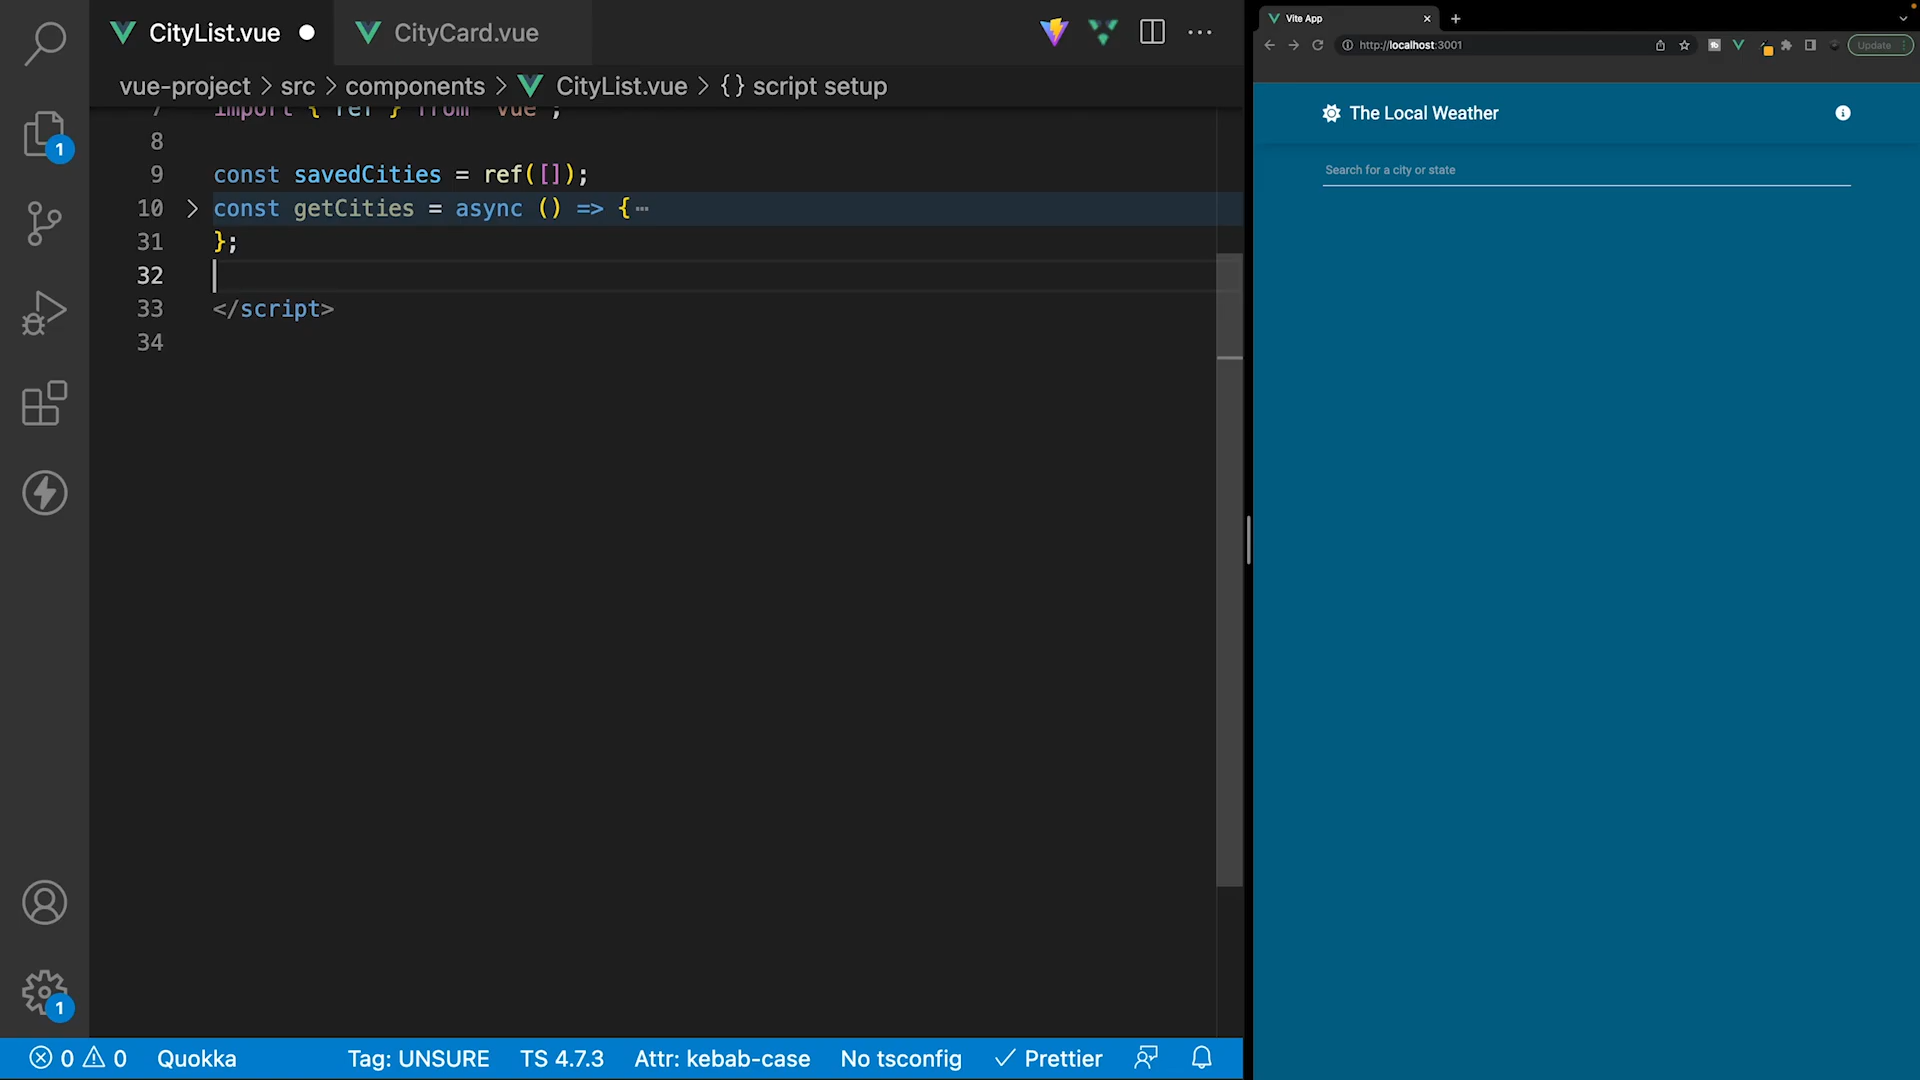 CityList.vue
CityCard.vue
vue-project > src > components > CityList.vue > {} script setup
7 import { ref } from "vue";
8
9 const savedCities = ref([]);
10 const getCities = async () => {⋯
31 };
32
33 </script>
34
1
1
0 0 Quokka Tag: UNSURE TS 4.7.3 Attr: kebab-case No tsconfig Prettier
Vite App
http://localhost:3001
Update
The Local Weather
Search for a city or state